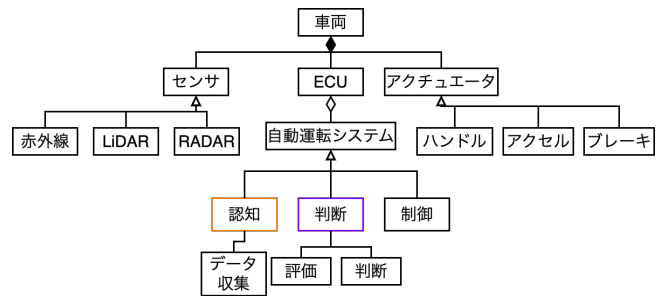 車両
センサ
ECU
アクチュエータ
赤外線
LiDAR
RADAR
自動運転システム
ハンドル
アクセル
ブレーキ
認知
判断
制御
データ
収集
評価
判断